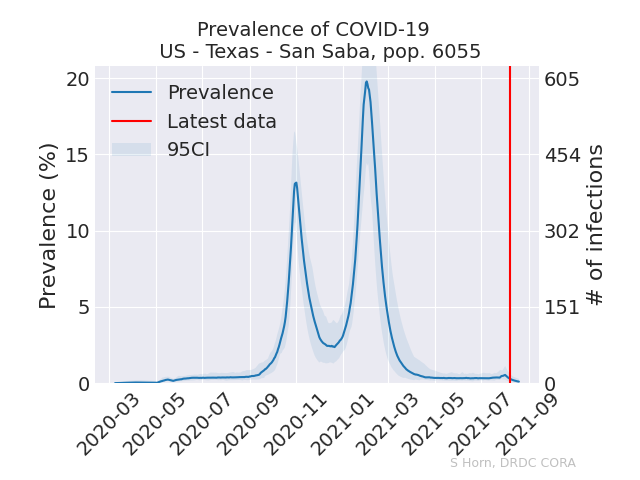 Prevalence of COVID-19
US - Texas - San Saba, pop. 6055
Prevalence
Latest data
95CI
Prevalence (%)
20
15
10
5
0
605
454
302
151
0
# of infections
2020-03
2020-05
2020-07
2020-09
2020-11
2021-01
2021-03
2021-05
2021-07
2021-09
S Horn, DRDC CORA